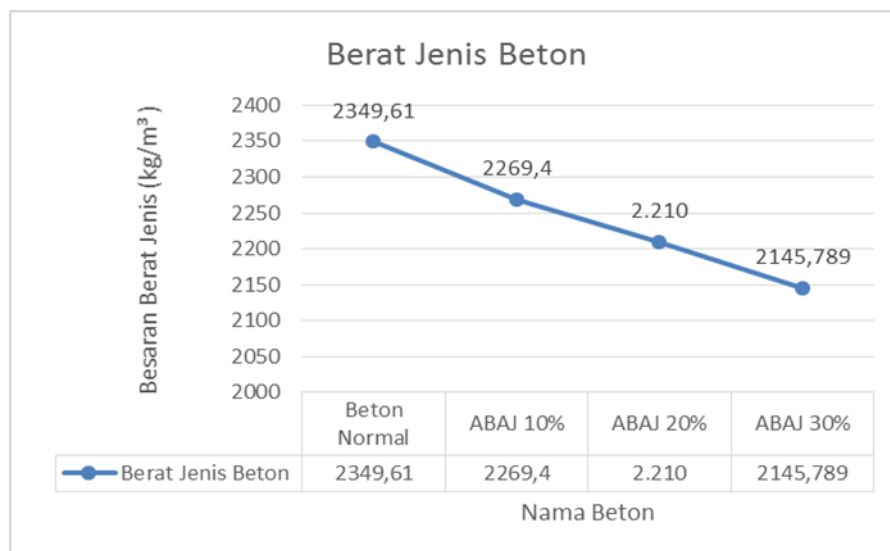 Berat Jenis Beton
Besaran Berat Jenis (kg/m³ )
2400
2350
2300
2250
2200
2150
2100
2050
2000
2349,61
2269,4
2.210
2145,789
Beton
Normal
ABAJ 10%
ABAJ 20%
ABAJ 30%
Berat Jenis Beton 2349,61 2269,4 2.210 2145,789
Nama Beton